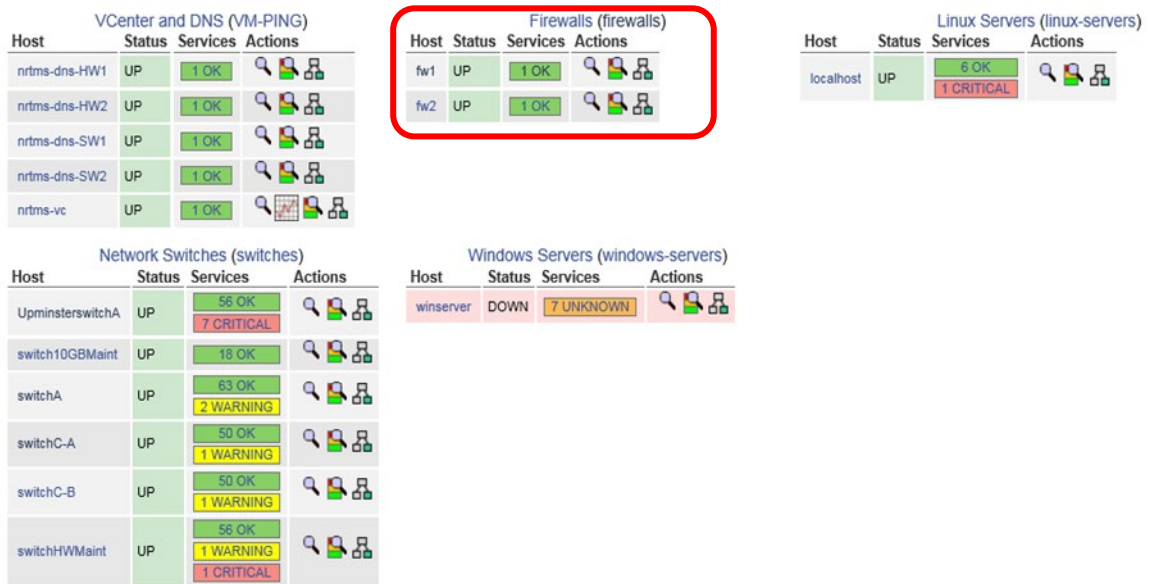 VCenter and DNS (VM-PING)
Host Status Services Actions
nrtms-dns-HW1 UP 1 OK
nrtms-dns-HW2 UP 1 OK
nrtms-dns-SW1 UP 1 OK
nrtms-dns-SW2 UP 1 OK
nrtms-vc UP 1 OK
Firewalls (firewalls)
Host Status Services Actions
fw1 UP 1 OK
fw2 UP 1 OK
Linux Servers (linux-servers)
Host Status Services Actions
localhost UP 6 OK
1 CRITICAL
Network Switches (switches)
Host Status Services Actions
UpminsterswitchA UP 56 OK
7 CRITICAL
switch10GBMaint UP 18 OK
switchA UP 63 OK
2 WARNING
switchC-A UP 50 OK
1 WARNING
switchC-B UP 50 OK
1 WARNING
switchHWMaint UP 56 OK
1 WARNING
1 CRITICAL
Windows Servers (windows-servers)
Host Status Services Actions
winserver DOWN 7 UNKNOWN